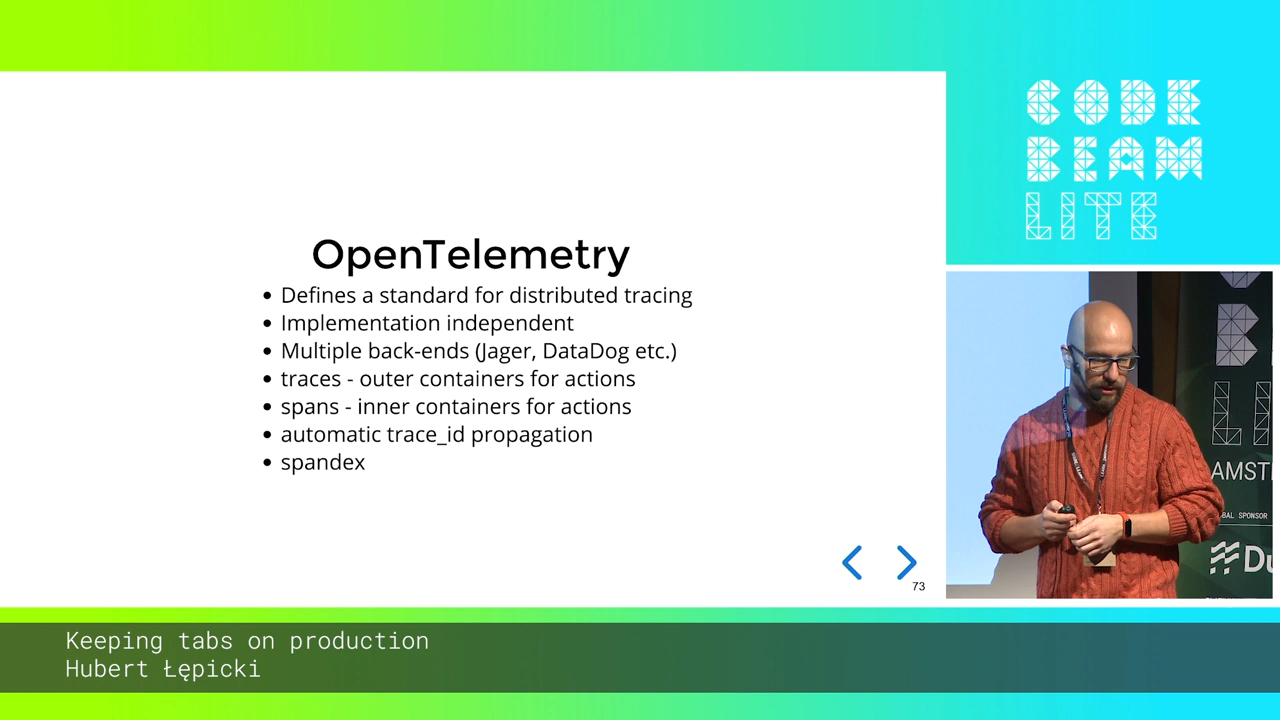 OpenTelemetry
• Defines a standard for distributed tracing
• Implementation independent
• Multiple back-ends (Jager, DataDog etc.)
• traces - outer containers for actions
• spans - inner containers for actions
• automatic trace_id propagation
• spandex
73
CODE
BEAM
LITE
AMST
BAL SPONSOR
Du
Keeping tabs on production
Hubert Łępicki